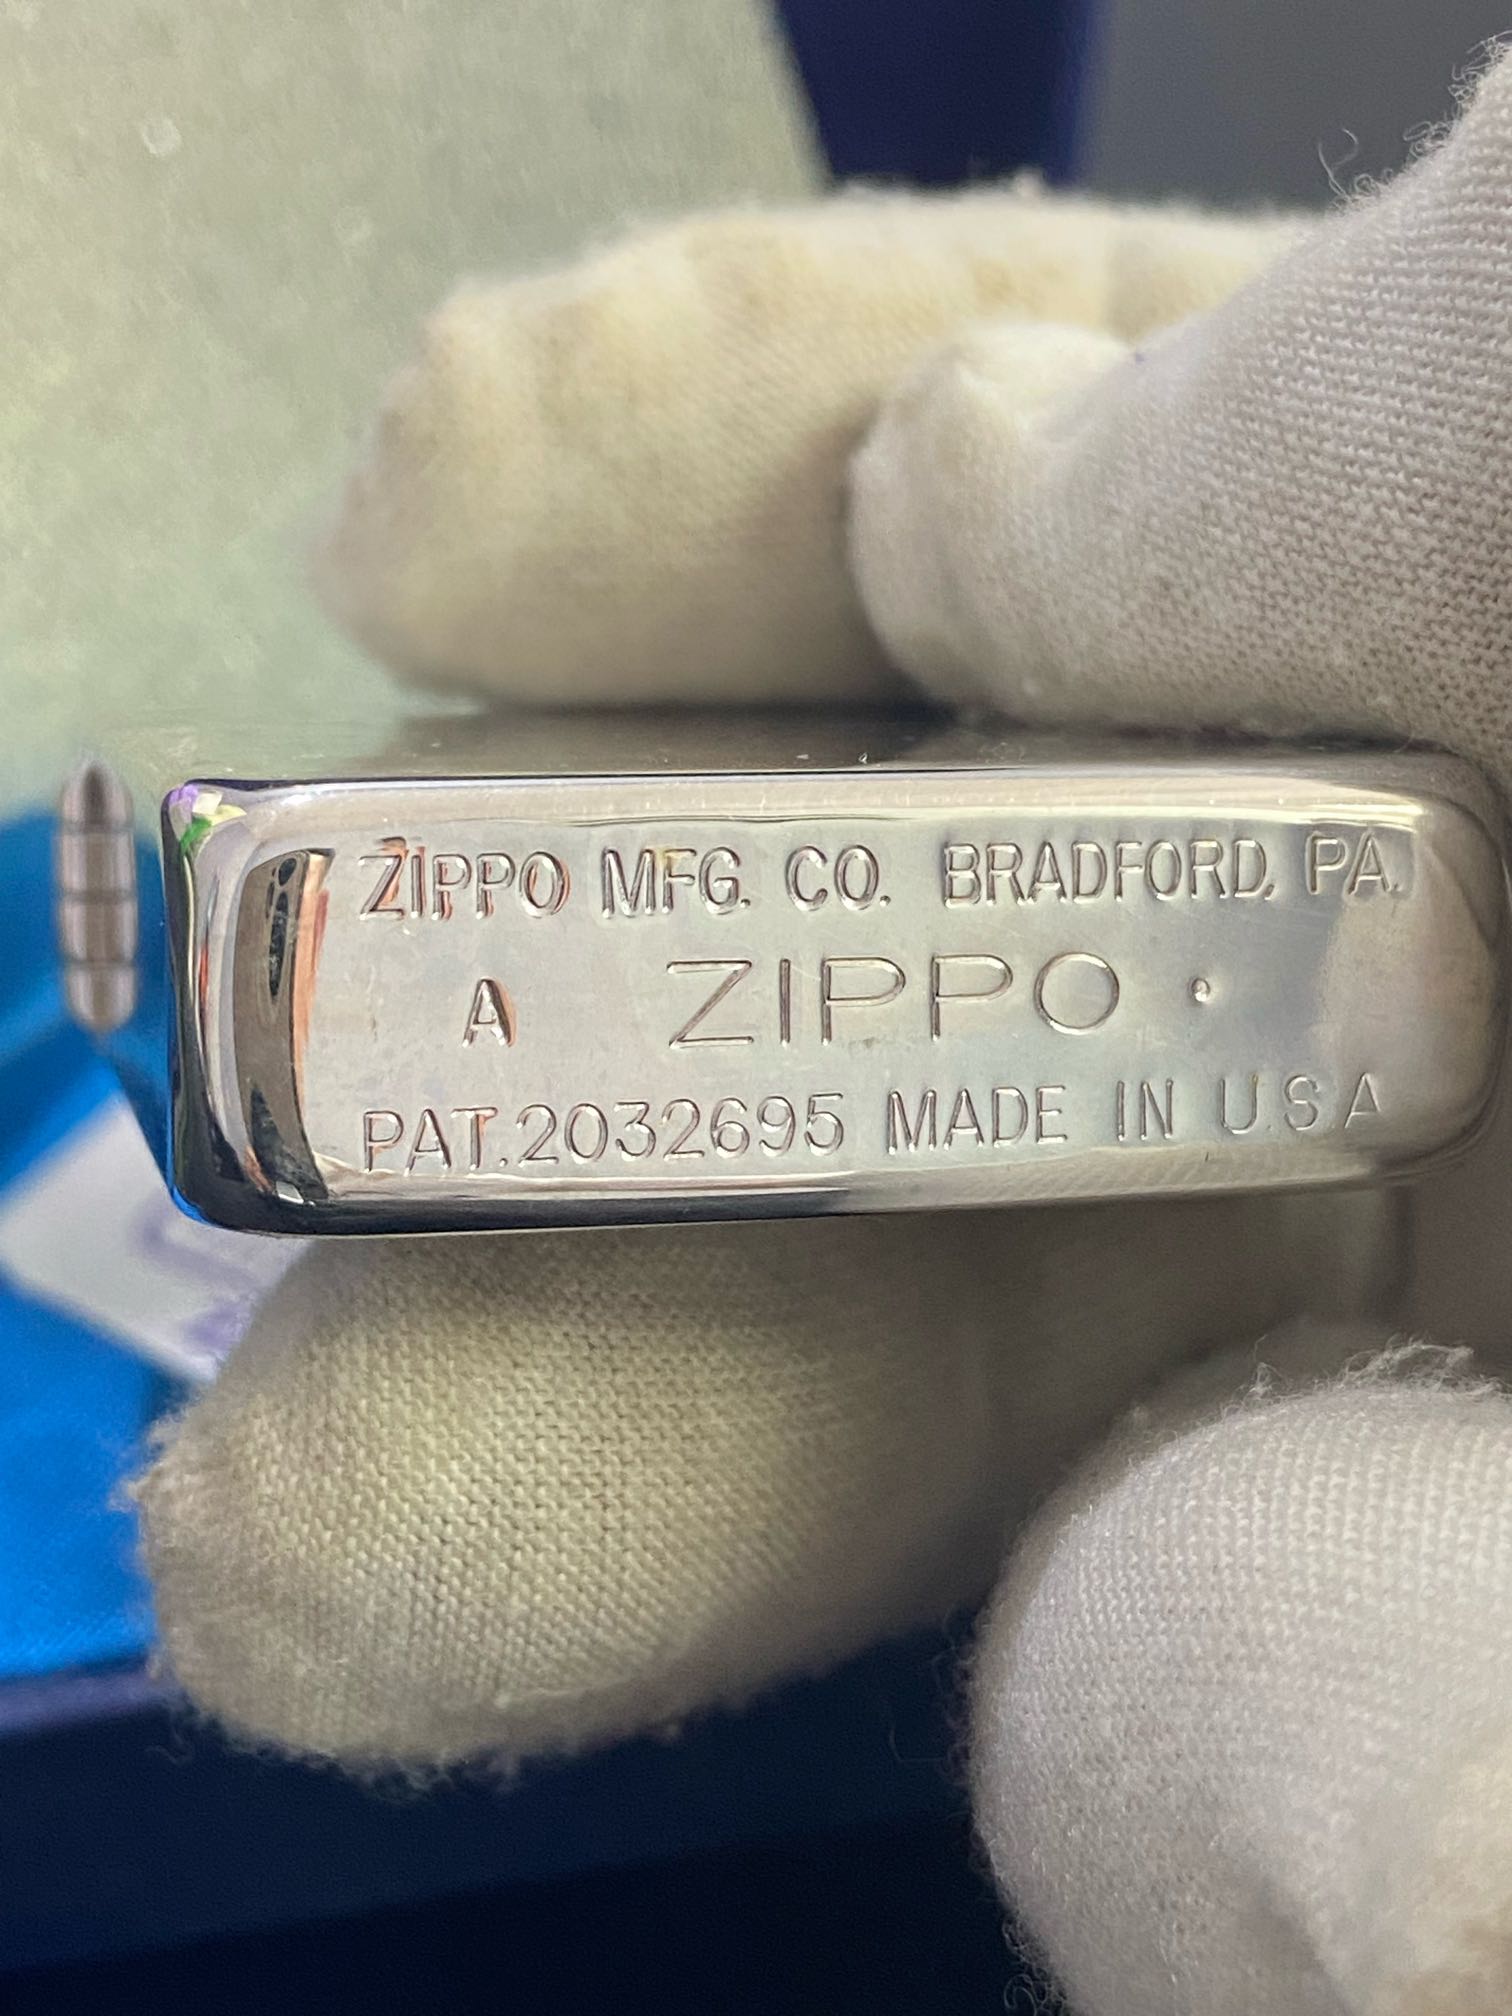 ZIPPO MFG. CO. BRADFORD, PA.
A ZIPPO •
PAT.2032695 MADE IN U.S.A